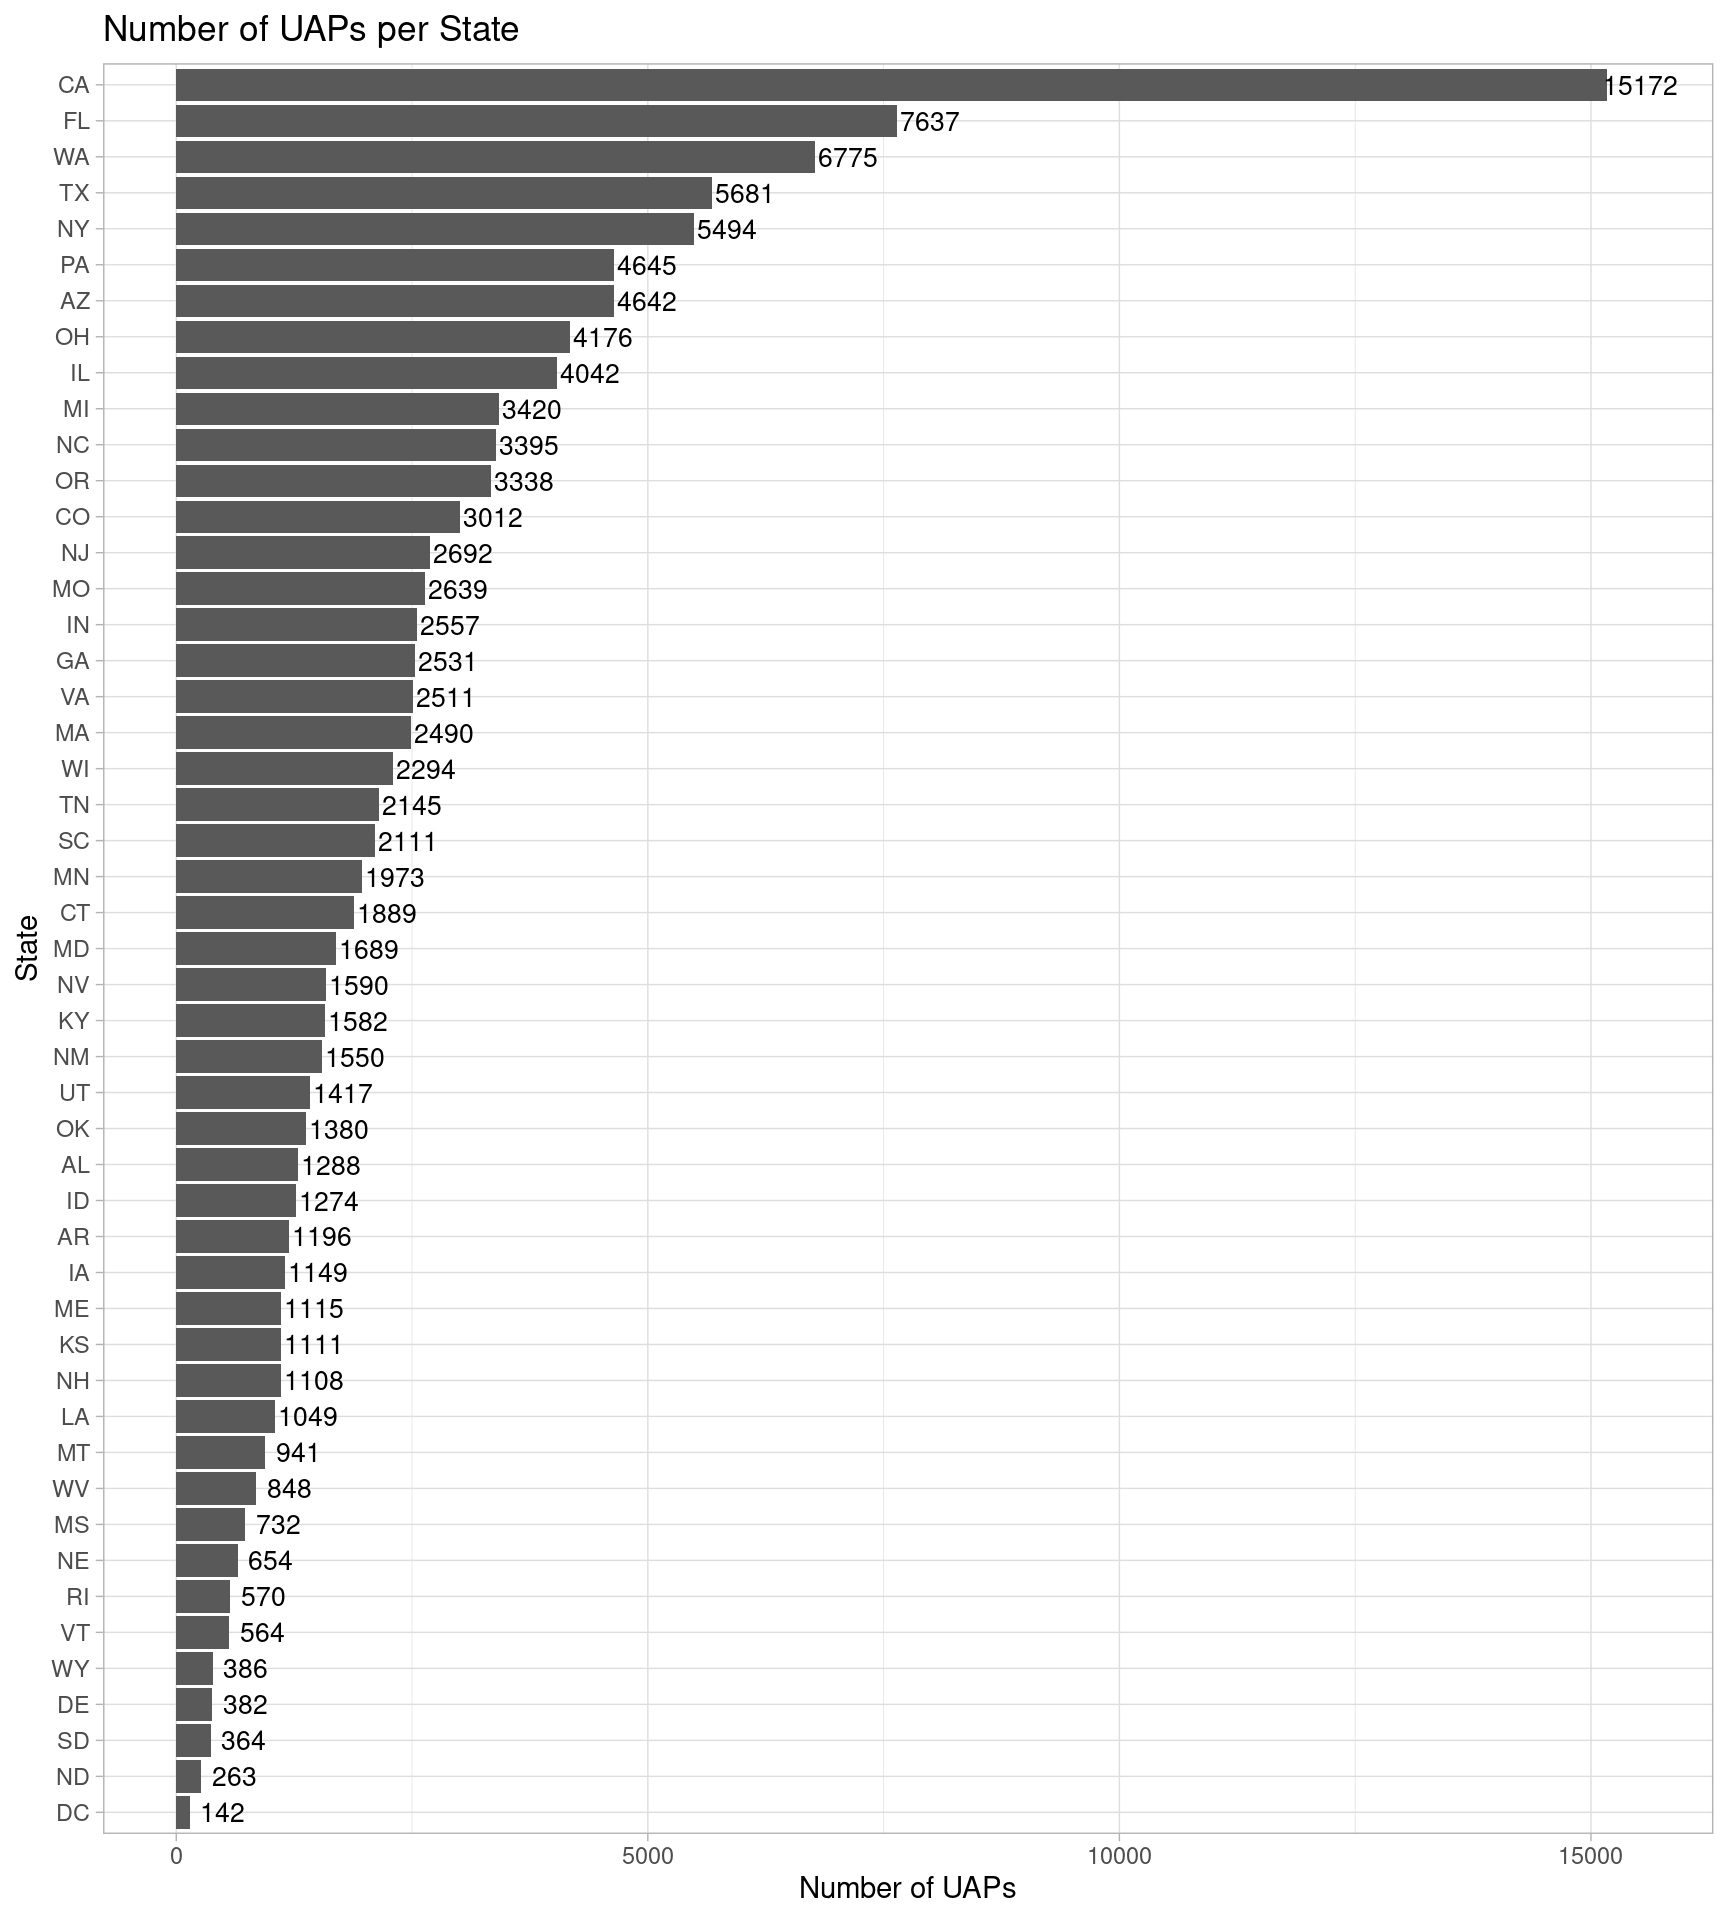 Number of UAPs per State
CA 15172
FL 7637
WA 6775
TX 5681
NY 5494
PA 4645
AZ 4642
OH 4176
IL 4042
MI 3420
NC 3395
OR 3338
CO 3012
NJ 2692
MO 2639
IN 2557
GA 2531
VA 2511
MA 2490
WI 2294
TN 2145
SC 2111
MN 1973
CT 1889
MD 1689
NV 1590
KY 1582
NM 1550
UT 1417
OK 1380
AL 1288
ID 1274
AR 1196
IA 1149
ME 1115
KS 1111
NH 1108
LA 1049
MT 941
WV 848
MS 732
NE 654
RI 570
VT 564
WY 386
DE 382
SD 364
ND 263
DC 142
State
0 5000 10000 15000
Number of UAPs